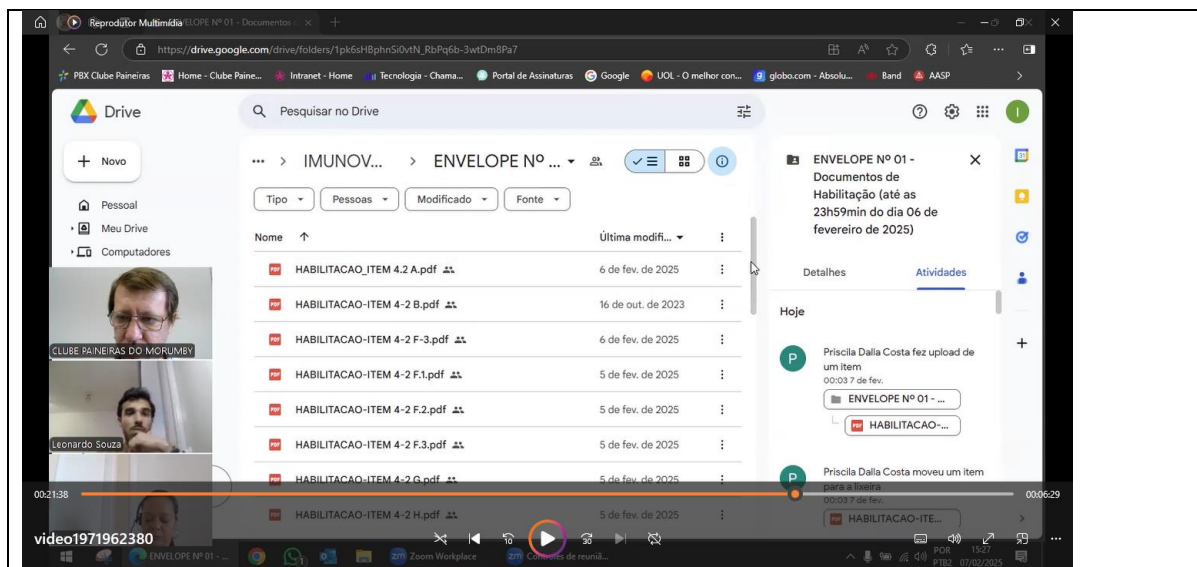 Reprodutor Multimídia
ELOPE Nº 01 - Documentos
https://drive.google.com/drive/folders/1pk6sHBphnSi0vtN_RbPq6b-3wtDm8Pa7
PBX Clube Paineiras
Home - Clube Paine...
Intranet - Home
Tecnologia - Chama...
Portal de Assinaturas
Google
UOL - O melhor con...
globo.com - Absolu...
Band
AASP
Drive
Pesquisar no Drive
Novo
Pessoal
Meu Drive
Computadores
... > IMUNOV... > ENVELOPE Nº ...
Tipo
Pessoas
Modificado
Fonte
Nome
Última modifi...
HABILITACAO_ITEM 4.2 A.pdf 6 de fev. de 2025
HABILITACAO-ITEM 4-2 B.pdf 16 de out. de 2023
HABILITACAO-ITEM 4-2 F-3.pdf 6 de fev. de 2025
HABILITACAO-ITEM 4-2 F.1.pdf 5 de fev. de 2025
HABILITACAO-ITEM 4-2 F.2.pdf 5 de fev. de 2025
HABILITACAO-ITEM 4-2 F.3.pdf 5 de fev. de 2025
HABILITACAO-ITEM 4-2 G.pdf 5 de fev. de 2025
HABILITACAO-ITEM 4-2 H.pdf 5 de fev. de 2025
ENVELOPE Nº 01 -
Documentos de
Habilitação (até as
23h59min do dia 06 de
fevereiro de 2025)
Detalhes
Atividades
Hoje
P
Priscila Dalla Costa fez upload de
um item
00:03 7 de fev.
ENVELOPE Nº 01 - ...
HABILITACAO-...
P
Priscila Dalla Costa moveu um item
para a lixeira
00:03 7 de fev.
HABILITACAO-ITE...
CLUBE PAINEIRAS DO MORUMBY
Leonardo Souza
00:21:38
00:06:29
video1971962380
10
30
ENVELOPE Nº 01 - ...
Zoom Workplace
Controles de reuniã...
POR
PTB2
15:27
07/02/2025